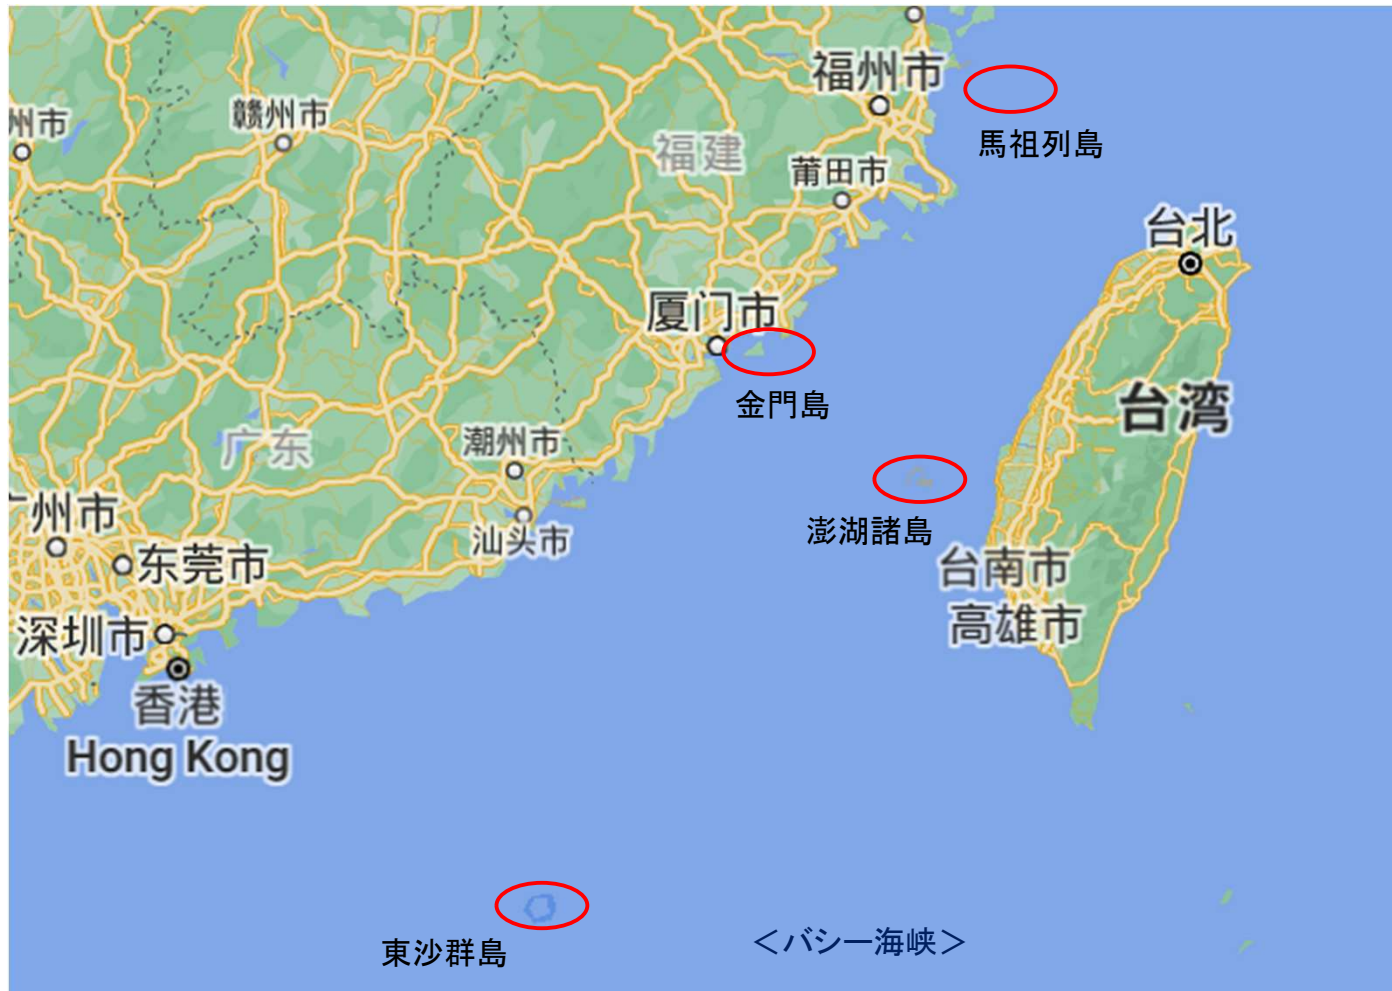 福州市
赣州市
州市
福建
馬祖列島
莆田市
台北
厦门市
金門島
台湾
广东
潮州市
澎湖諸島
州市
汕头市
东莞市
台南市
高雄市
深圳市
香港
Hong Kong
東沙群島
＜バシー海峡＞